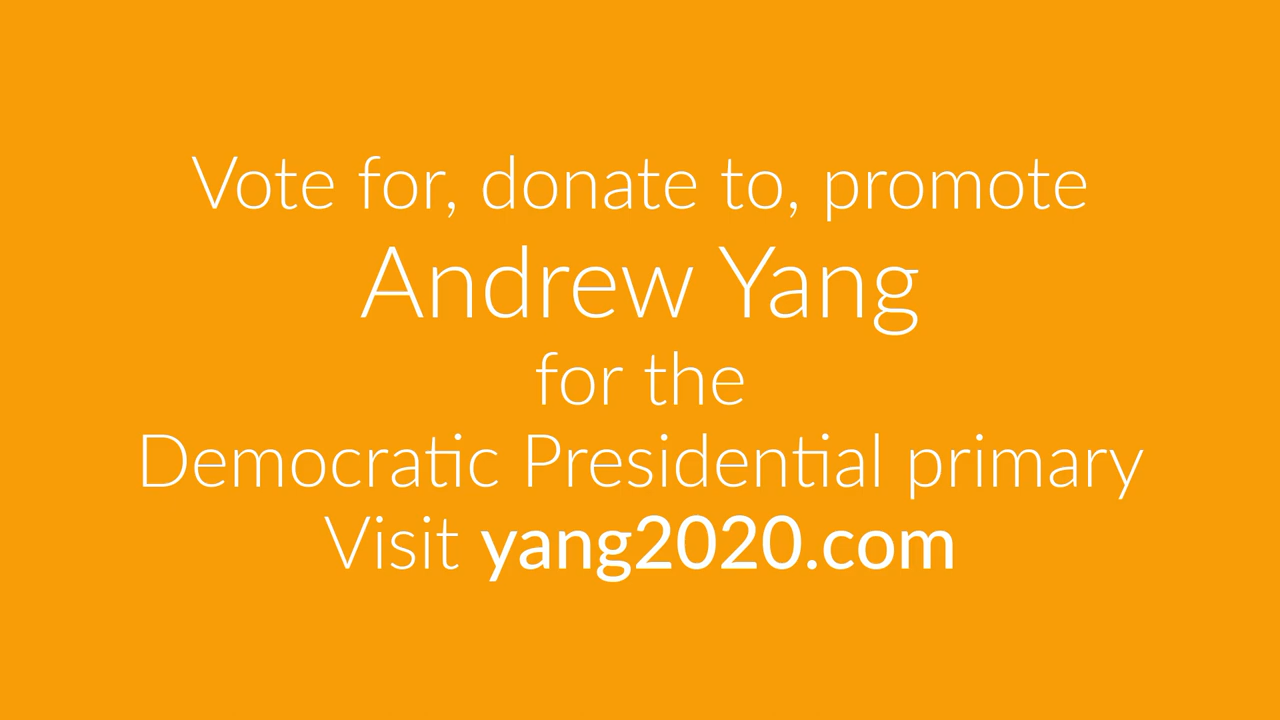 Vote for, donate to, promote
Andrew Yang
for the
Democratic Presidential primary
Visit yang2020.com